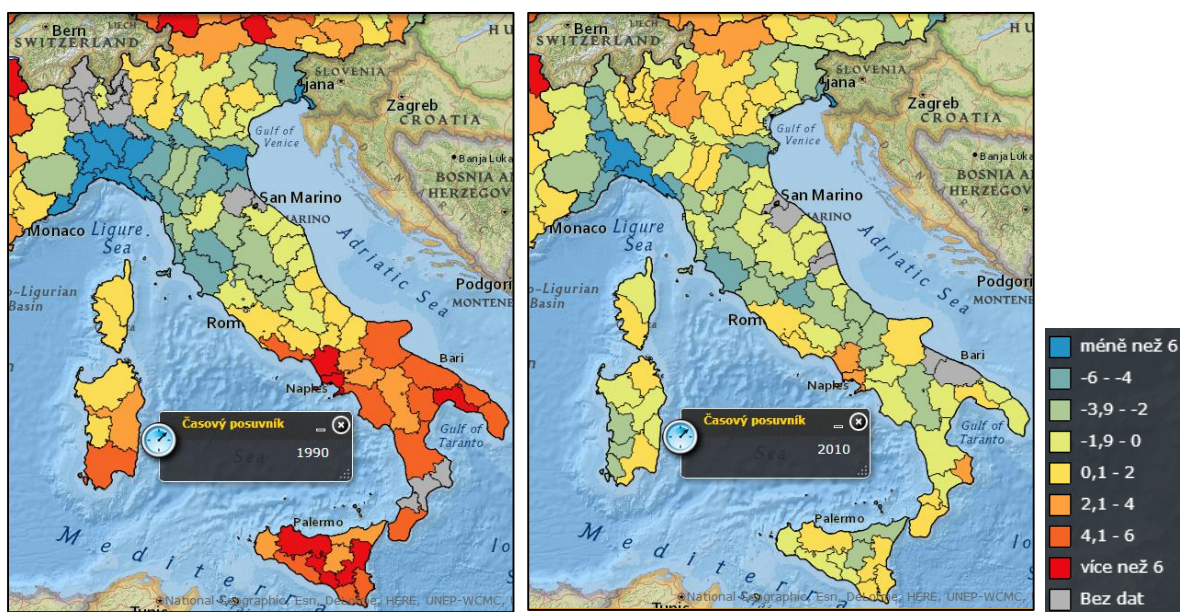 Bern
LIECH
SWITZERLAND
HU
SLOVENIA
jana
Zagreb
CROATIA
Gulf of
Venice
Banja Luka
BOSNIA AN
HERZEGOV
San Marino
MARINO
Monaco
Ligure
Sea
Adriatic Sea
Podgori
MONTENE
o-Ligurian
Basin
Rom
Bari
Naples
Gulf of
Taranto
Časový posuvník
1990
Sea
Palermo
Mediter
Tunis
National Geographic, Esri, DeLorme, HERE, UNEP-WCMC,
Bern
LIECH
SWITZERLAND
HU
SLOVENIA
jana
Zagreb
CROATIA
Gulf of
Venice
Banja Luka
BOSNIA AN
HERZEGOV
San Marino
MARINO
Monaco
Ligure
Sea
Adriatic Sea
Podgori
MONTENE
o-Ligurian
Basin
Rom
Bari
Naples
Gulf of
Taranto
Časový posuvník
2010
Sea
Palermo
Mediter
Tunis
National Geographic, Esri, DeLorme, HERE, UNEP-WCMC,
méně než 6
-6 - -4
-3,9 - -2
-1,9 - 0
0,1 - 2
2,1 - 4
4,1 - 6
více než 6
Bez dat